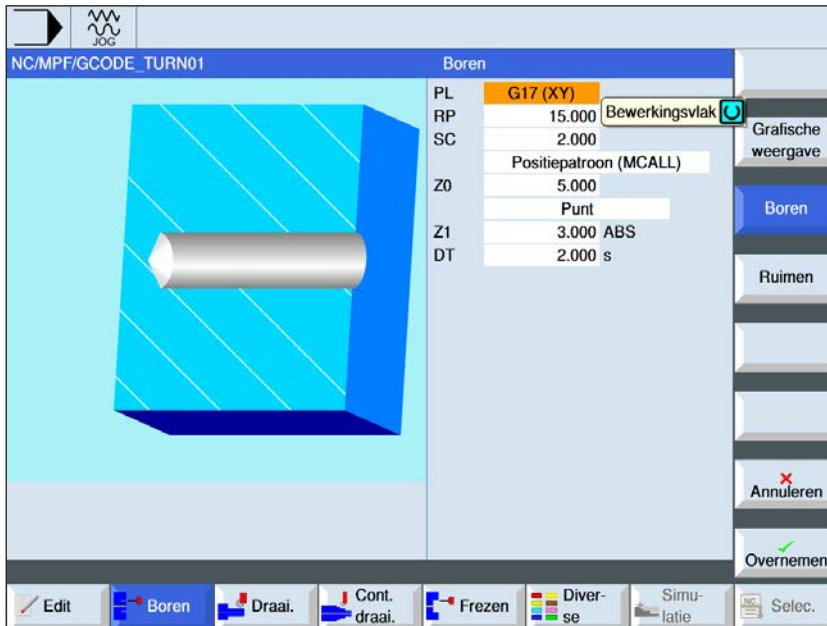 JOG
NC/MPF/GCODE_TURN01
Boren
PL G17 (XY)
Bewerkingsvlak
RP 15.000
SC 2.000
Positiepatroon (MCALL)
Z0 5.000
Punt
Z1 3.000 ABS
DT 2.000 s
Grafische
weergave
Boren
Ruimen
Annuleren
Overnemen
Edit
Boren
Draai.
Cont.
draai.
Frezen
Diver-
se
Simu-
latie
NC
Selec.